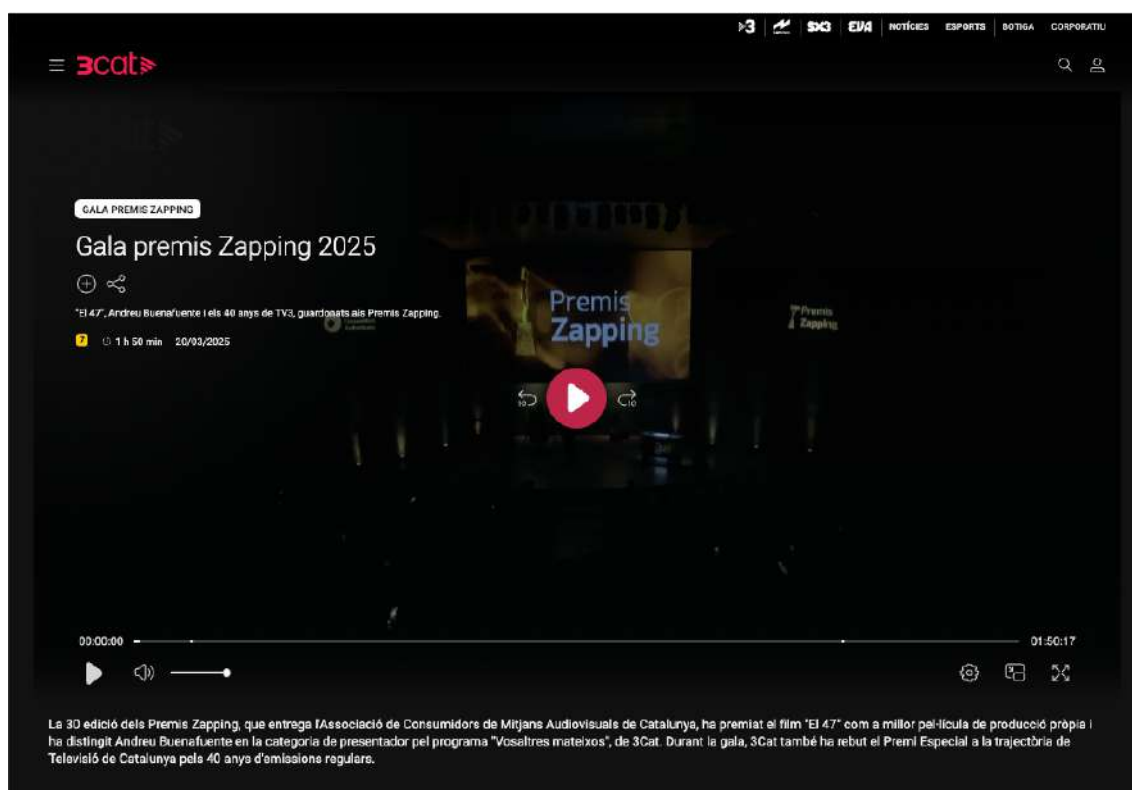 3 SX3 EVA NOTÍCIES ESPORTS BOTIGA CORPORATIU
3cat
GALA PREMIS ZAPPING
Gala premis Zapping 2025
"El 47", Andreu Buenafuente i els 40 anys de TV3, guardonats als Premis Zapping.
7 1 h 50 min 20/03/2025
Premis
Zapping
Premis
Zapping
10 10
00:00:00 01:50:17
La 30 edició dels Premis Zapping, que entrega l'Associació de Consumidors de Mitjans Audiovisuals de Catalunya, ha premiat el film "El 47" com a millor pel·lícula de producció pròpia i
ha distingit Andreu Buenafuente en la categoria de presentador pel programa "Vosaltres mateixos", de 3Cat. Durant la gala, 3Cat també ha rebut el Premi Especial a la trajectòria de
Televisió de Catalunya pels 40 anys d'emissions regulars.